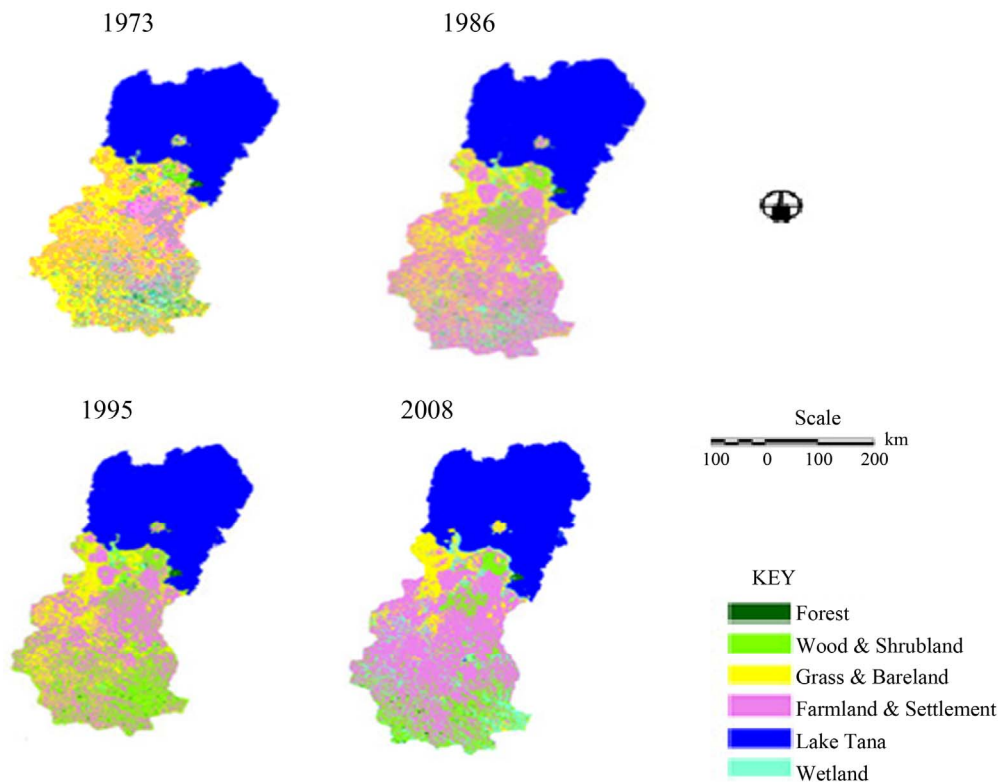 1973
1986
1995
2008
Scale
km
100 0 100 200
KEY
Forest
Wood & Shrubland
Grass & Bareland
Farmland & Settlement
Lake Tana
Wetland